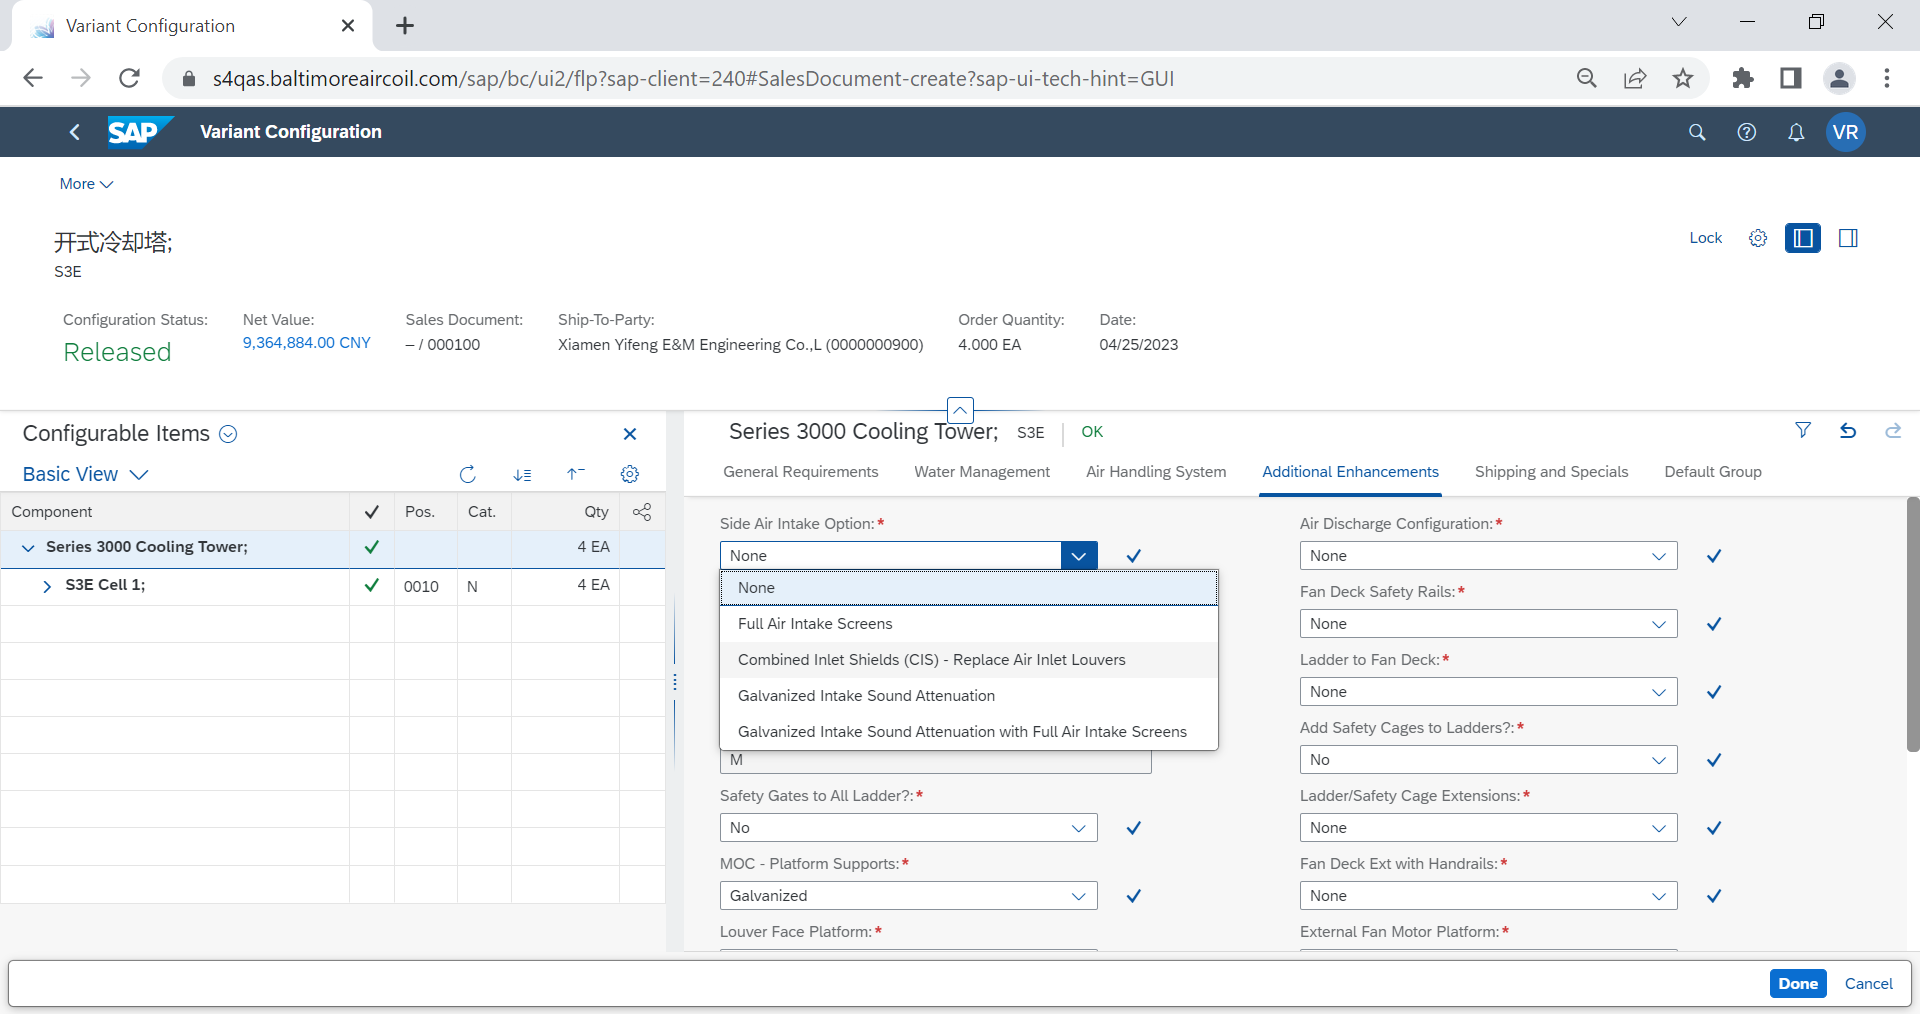 Variant Configuration
s4qas.baltimoreaircoil.com/sap/bc/ui2/flp?sap-client=240#SalesDocument-create?sap-ui-tech-hint=GUI
SAP
Variant Configuration
VR
More
开式冷却塔;
S3E
Lock
Configuration Status:
Released
Net Value:
9,364,884.00 CNY
Sales Document:
– / 000100
Ship-To-Party:
Xiamen Yifeng E&M Engineering Co.,L (0000000900)
Order Quantity:
4.000 EA
Date:
04/25/2023
Configurable Items
Basic View
Component Pos. Cat. Qty
Series 3000 Cooling Tower; 4 EA
S3E Cell 1; 0010 N 4 EA
Series 3000 Cooling Tower; S3E OK
General Requirements Water Management Air Handling System Additional Enhancements Shipping and Specials Default Group
Side Air Intake Option:*
None
None
Full Air Intake Screens
Combined Inlet Shields (CIS) - Replace Air Inlet Louvers
Galvanized Intake Sound Attenuation
Galvanized Intake Sound Attenuation with Full Air Intake Screens
M
Safety Gates to All Ladder?:*
No
MOC - Platform Supports:*
Galvanized
Louver Face Platform:*
Air Discharge Configuration:*
None
Fan Deck Safety Rails:*
None
Ladder to Fan Deck:*
None
Add Safety Cages to Ladders?:*
No
Ladder/Safety Cage Extensions:*
None
Fan Deck Ext with Handrails:*
None
External Fan Motor Platform:*
Done Cancel